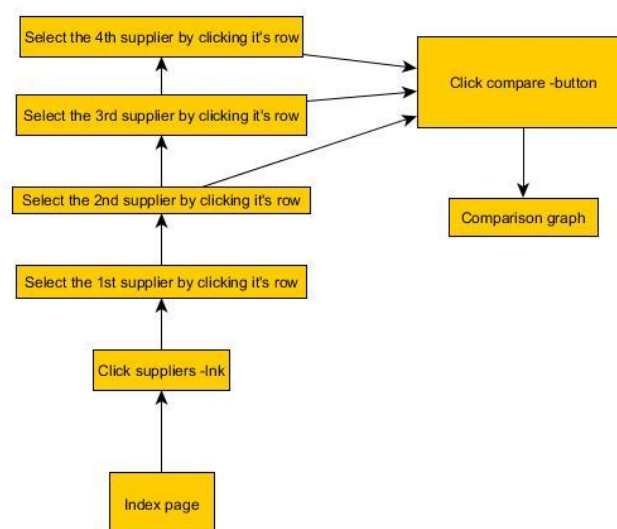 Select the 4th supplier by clicking it's row
Click compare -button
Select the 3rd supplier by clicking it's row
Select the 2nd supplier by clicking it's row
Comparison graph
Select the 1st supplier by clicking it's row
Click suppliers -lnk
Index page